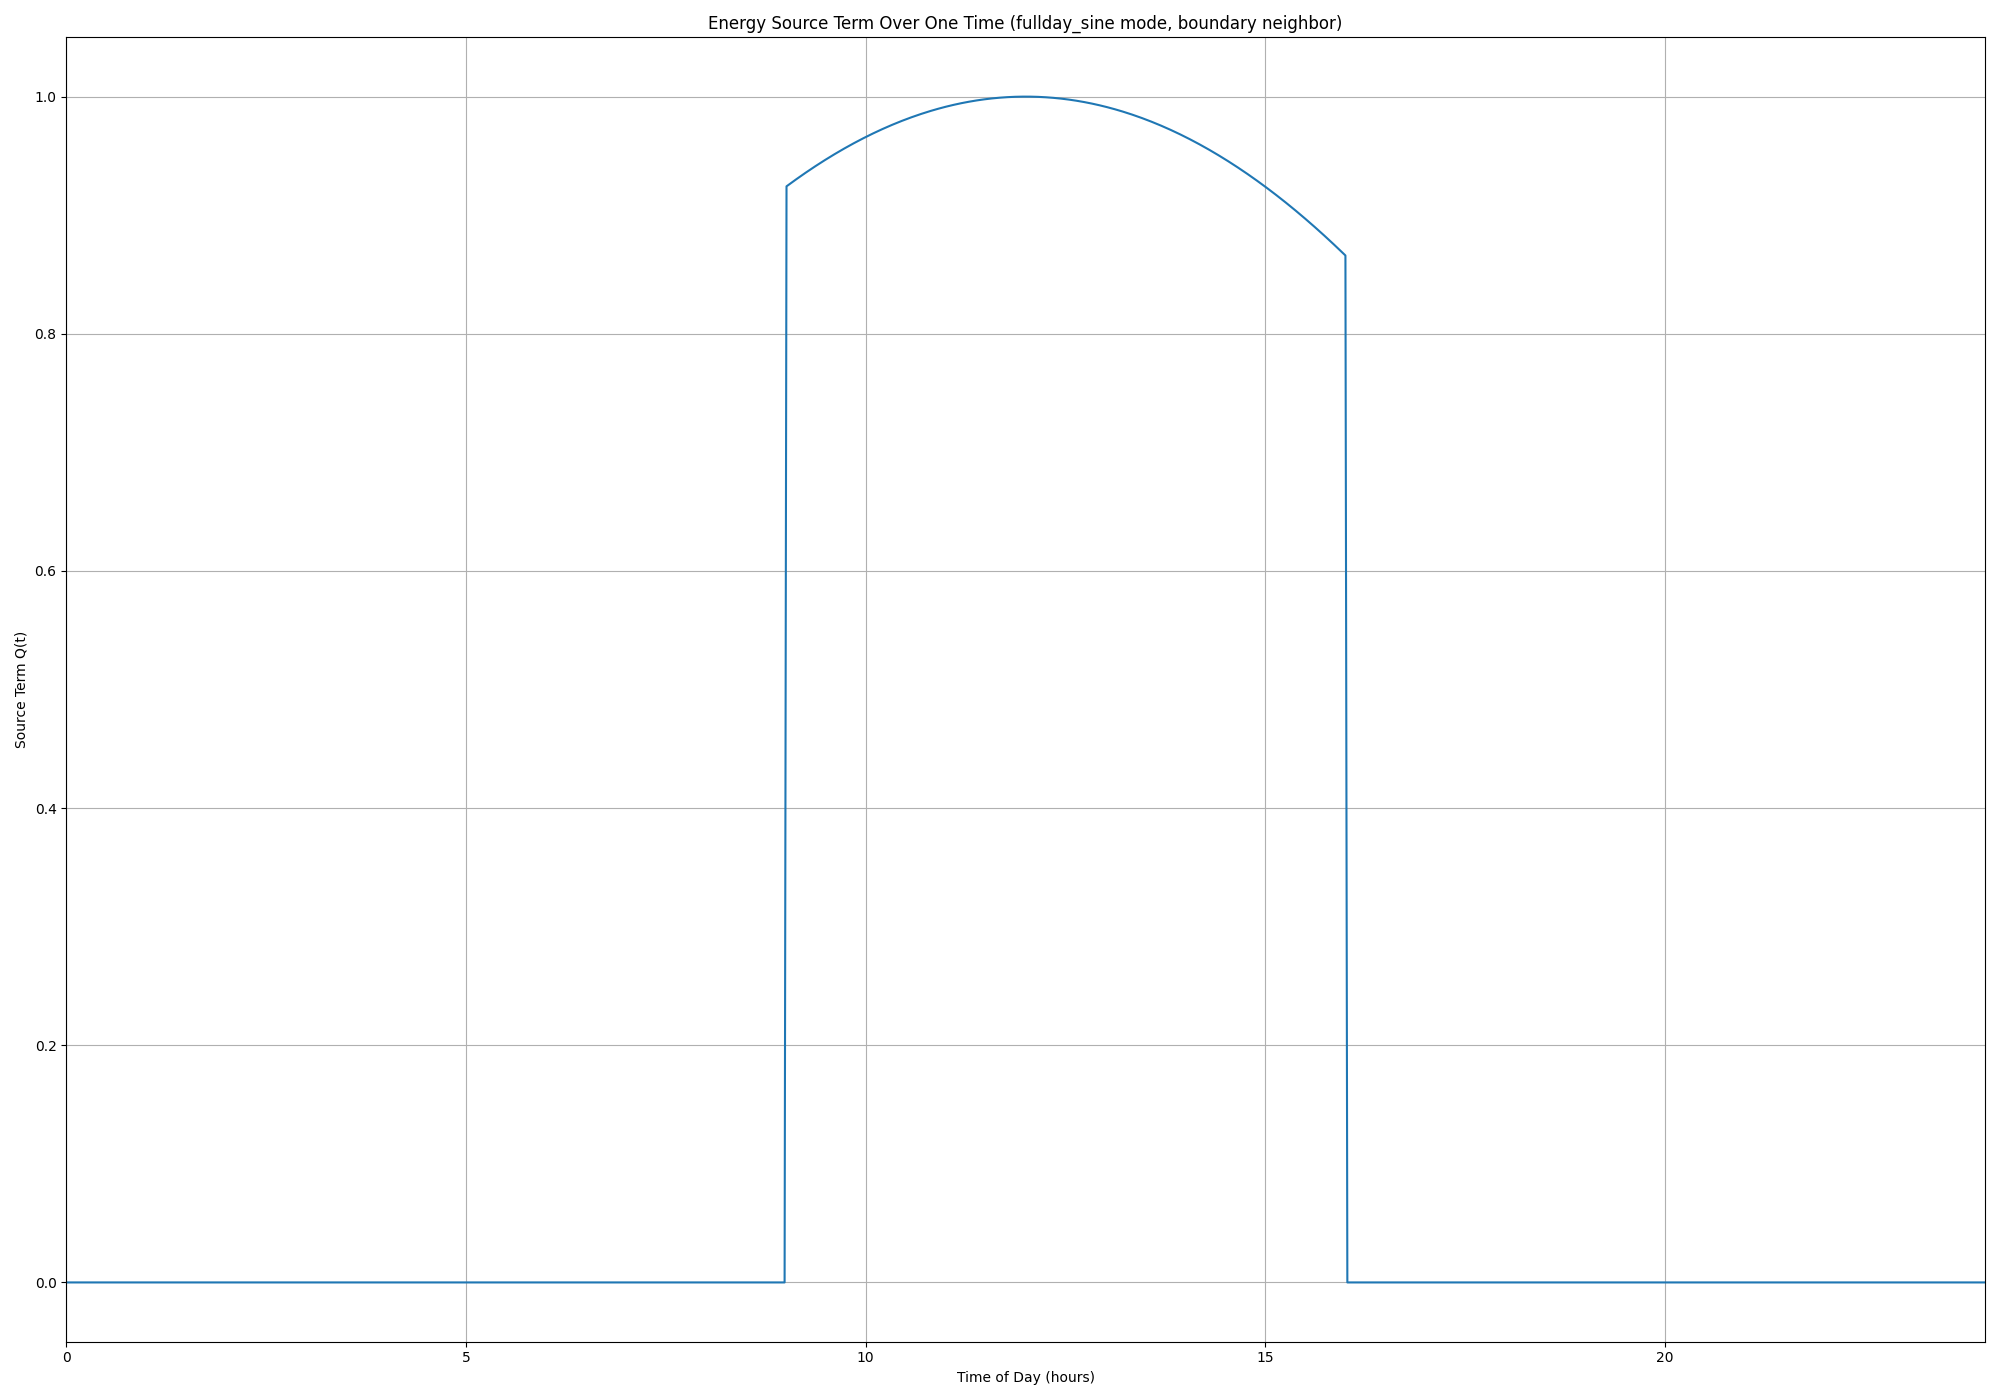 Energy Source Term Over One Time (fullday_sine mode, boundary neighbor)
1.0
0.8
0.6
0.4
0.2
0.0
Source Term Q(t)
0 5 10 15 20
Time of Day (hours)